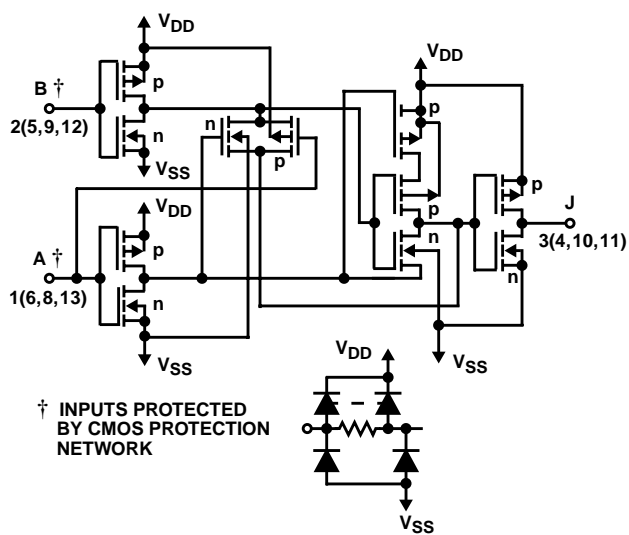 VDD
B †
p
2(5,9,12)
n
VSS
VDD
A †
p
1(6,8,13)
n
VSS
n
p
VDD
p
p
n
p
J
3(4,10,11)
n
VSS
† INPUTS PROTECTED
BY CMOS PROTECTION
NETWORK
VDD
VSS